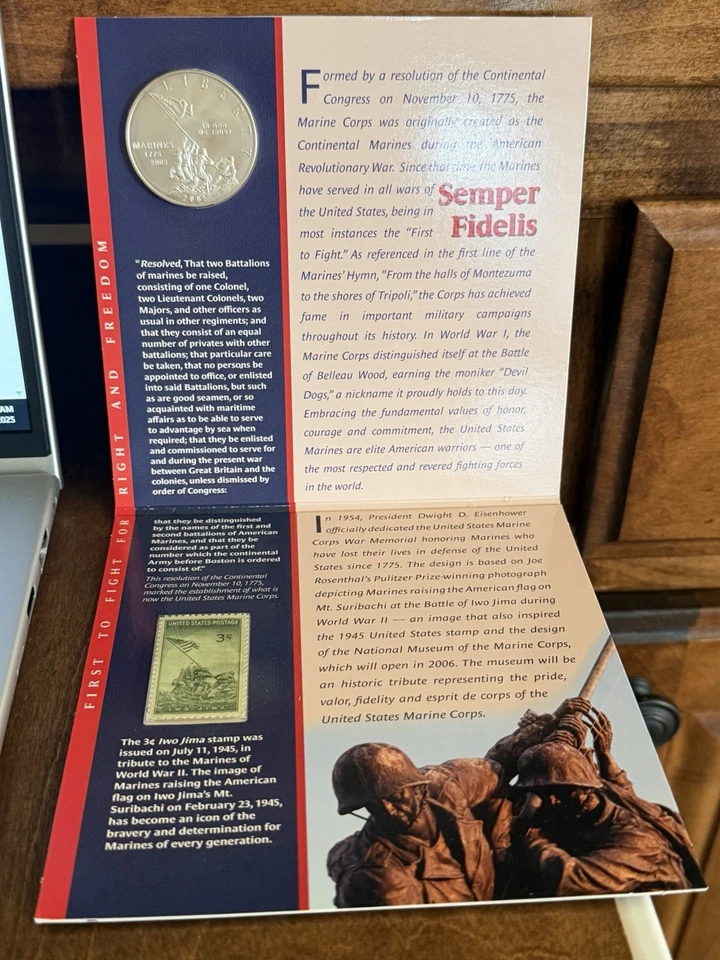 LIBERTY
IN GOD
WE TRUST
MARINES
1775
2005
2005
"Resolved, That two Battalions
of marines be raised,
consisting of one Colonel,
two Lieutenant Colonels, two
Majors, and other officers as
usual in other regiments; and
that they consist of an equal
number of privates with other
battalions; that particular care
be taken, that no persons be
appointed to office, or enlisted
into said Battalions, but such
as are good seamen, or so
acquainted with maritime
affairs as to be able to serve
to advantage by sea when
required; that they be enlisted
and commissioned to serve for
and during the present war
between Great Britain and the
colonies, unless dismissed by
order of Congress:
that they be distinguished
by the names of the first and
second battalions of American
Marines, and that they be
considered as part of the
number which the continental
Army before Boston is ordered
to consist of."
This resolution of the Continental
Congress on November 10, 1775,
marked the establishment of what is
now the United States Marine Corps.
UNITED STATES POSTAGE
3¢
IWO JIMA
The 3¢ Iwo Jima stamp was
issued on July 11, 1945, in
tribute to the Marines of
World War II. The image of
Marines raising the American
flag on Iwo Jima's Mt.
Suribachi on February 23, 1945,
has become an icon of the
bravery and determination for
Marines of every generation.
FIRST TO FIGHT FOR RIGHT AND FREEDOM
Formed by a resolution of the Continental
Congress on November 10, 1775, the
Marine Corps was originally created as the
Continental Marines during the American
Revolutionary War. Since that time, the Marines
have served in all wars of
the United States, being in
most instances the "First
to Fight." As referenced in the first line of the
Marines' Hymn, "From the halls of Montezuma
to the shores of Tripoli," the Corps has achieved
fame in important military campaigns
throughout its history. In World War I, the
Marine Corps distinguished itself at the Battle
of Belleau Wood, earning the moniker "Devil
Dogs," a nickname it proudly holds to this day.
Embracing the fundamental values of honor,
courage and commitment, the United States
Marines are elite American warriors — one of
the most respected and revered fighting forces
in the world.
Semper
Fidelis
In 1954, President Dwight D. Eisenhower
officially dedicated the United States Marine
Corps War Memorial honoring Marines who
have lost their lives in defense of the United
States since 1775. The design is based on Joe
Rosenthal's Pulitzer Prize-winning photograph
depicting Marines raising the American flag on
Mt. Suribachi at the Battle of Iwo Jima during
World War II — an image that also inspired
the 1945 United States stamp and the design
of the National Museum of the Marine Corps,
which will open in 2006. The museum will be
an historic tribute representing the pride,
valor, fidelity and esprit de corps of the
United States Marine Corps.
AM